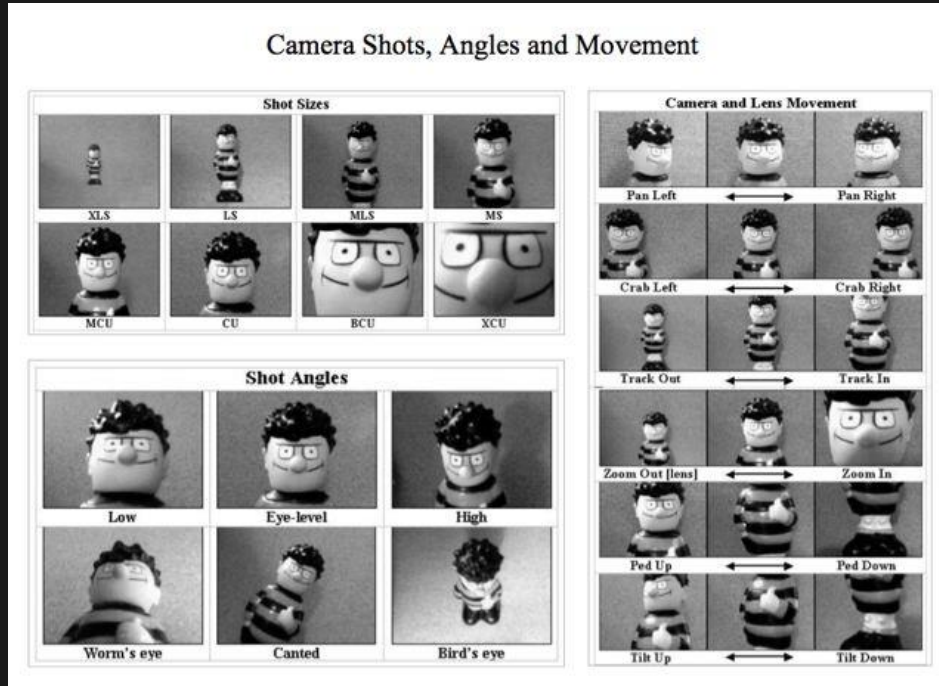 Camera Shots, Angles and Movement
Shot Sizes
XLS LS MLS MS
MCU CU BCU XCU
Shot Angles
Low Eye-level High
Worm's eye Canted Bird's eye
Camera and Lens Movement
Pan Left Pan Right
Crab Left Crab Right
Track Out Track In
Zoom Out [lens] Zoom In
Ped Up Ped Down
Tilt Up Tilt Down